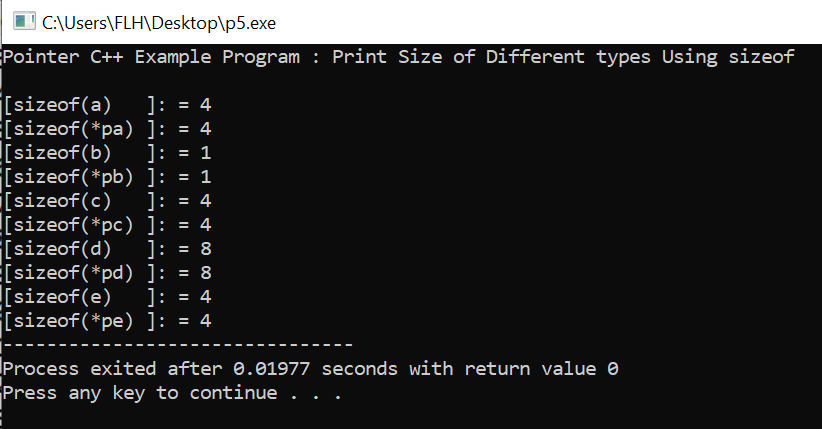 C:\Users\FLH\Desktop\p5.exe
Pointer C++ Example Program : Print Size of Different types Using sizeof
[sizeof(a)   ]: = 4
[sizeof(*pa) ]: = 4
[sizeof(b)   ]: = 1
[sizeof(*pb) ]: = 1
[sizeof(c)   ]: = 4
[sizeof(*pc) ]: = 4
[sizeof(d)   ]: = 8
[sizeof(*pd) ]: = 8
[sizeof(e)   ]: = 4
[sizeof(*pe) ]: = 4
--------------------------------
Process exited after 0.01977 seconds with return value 0
Press any key to continue . . .